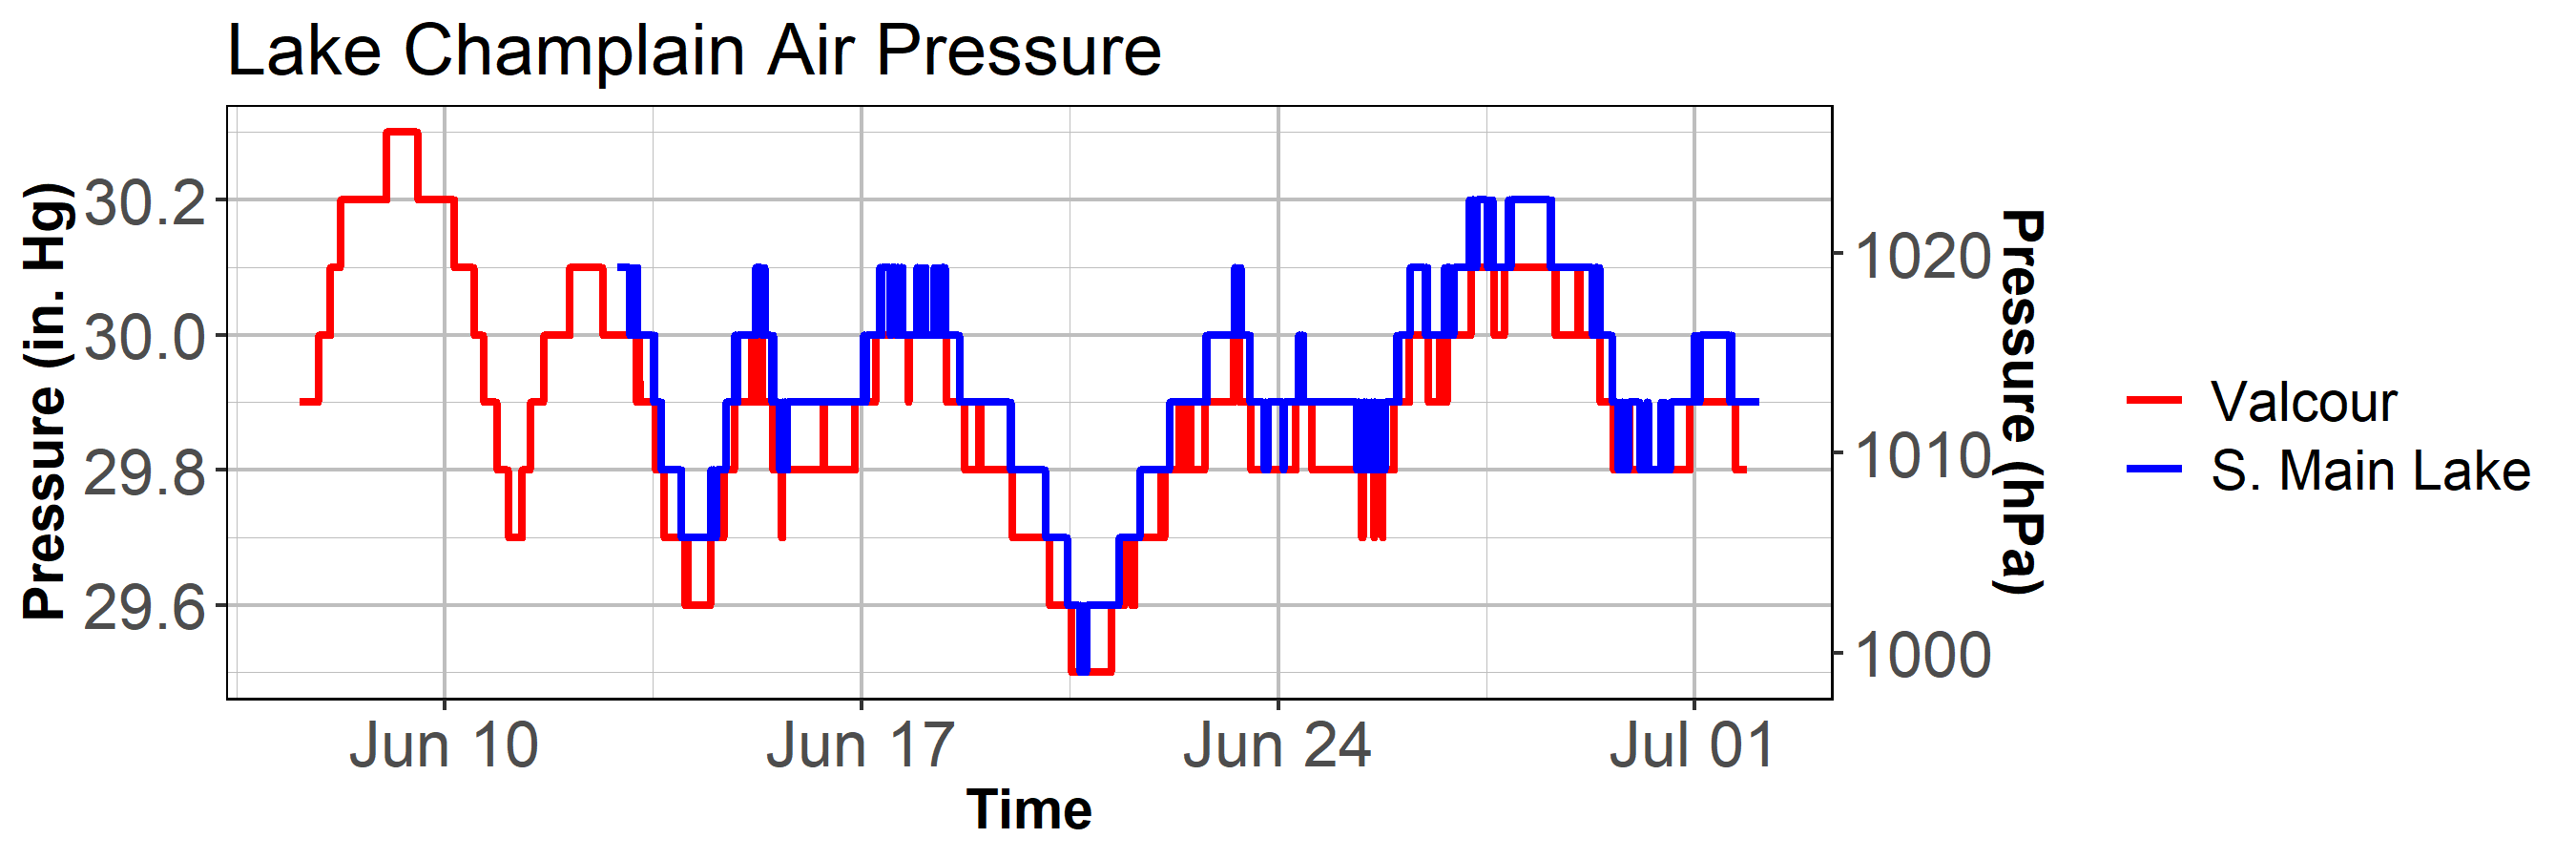 Lake Champlain Air Pressure
Pressure (in. Hg)
30.2
30.0
29.8
29.6
1020
1010
1000
Pressure (hPa)
Jun 10
Jun 17
Jun 24
Jul 01
Time
Valcour
S. Main Lake